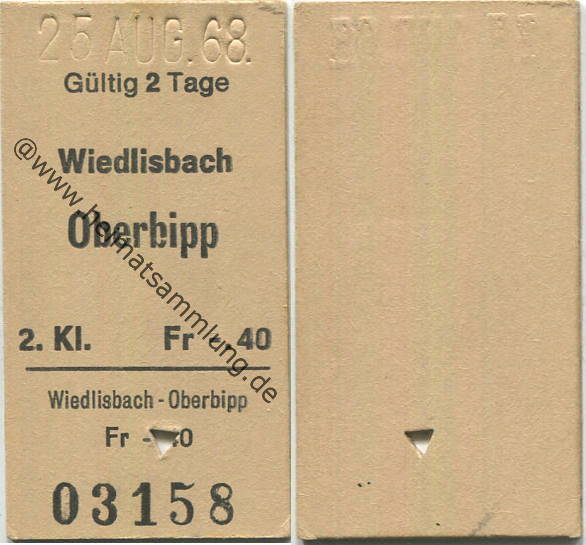 25 AUG. 68.
Gültig 2 Tage
Wiedlisbach
Oberbipp
2. Kl. Fr -. 40
Wiedlisbach - Oberbipp
Fr -. 40
03158
@www.heimatsammlung.de